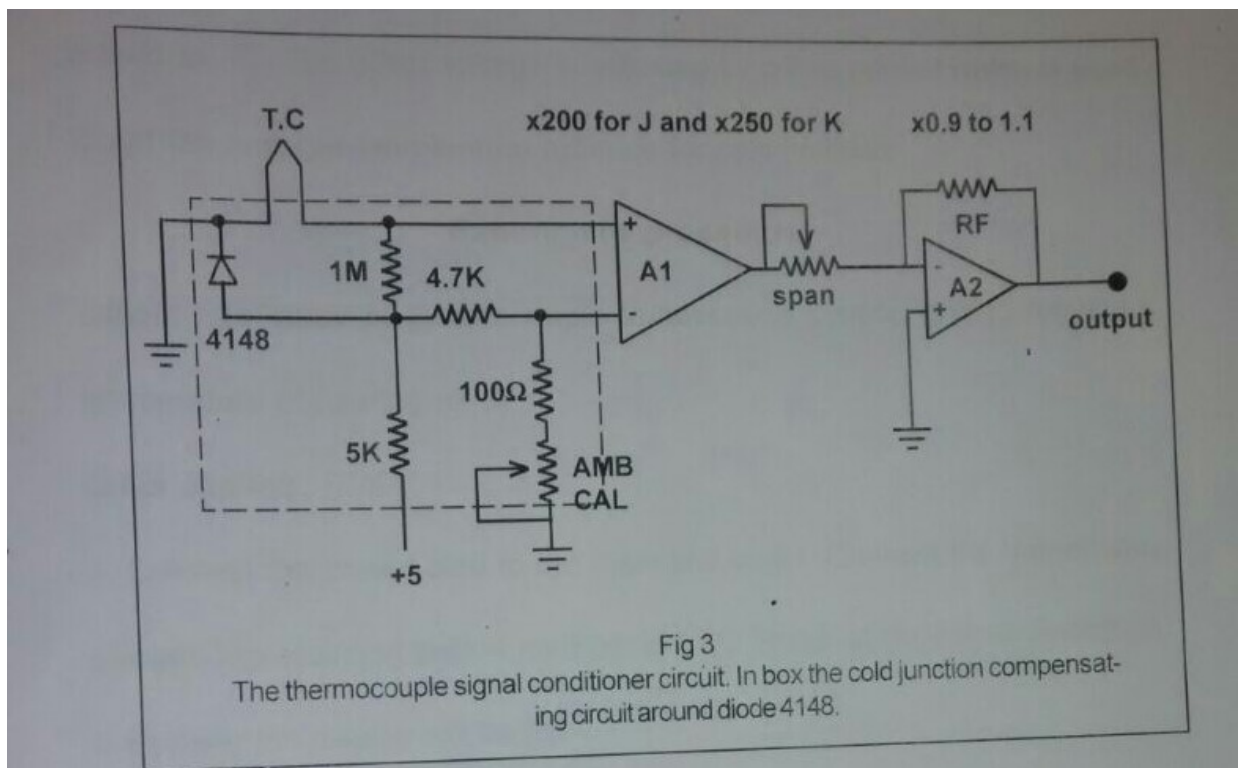 T.C
x200 for J and x250 for K
x0.9 to 1.1
+
1M
4.7K
A1
-
span
RF
-
A2
+
output
4148
100Ω
5K
AMB
CAL
+5
Fig 3
The thermocouple signal conditioner circuit. In box the cold junction compensat-
ing circuit around diode 4148.